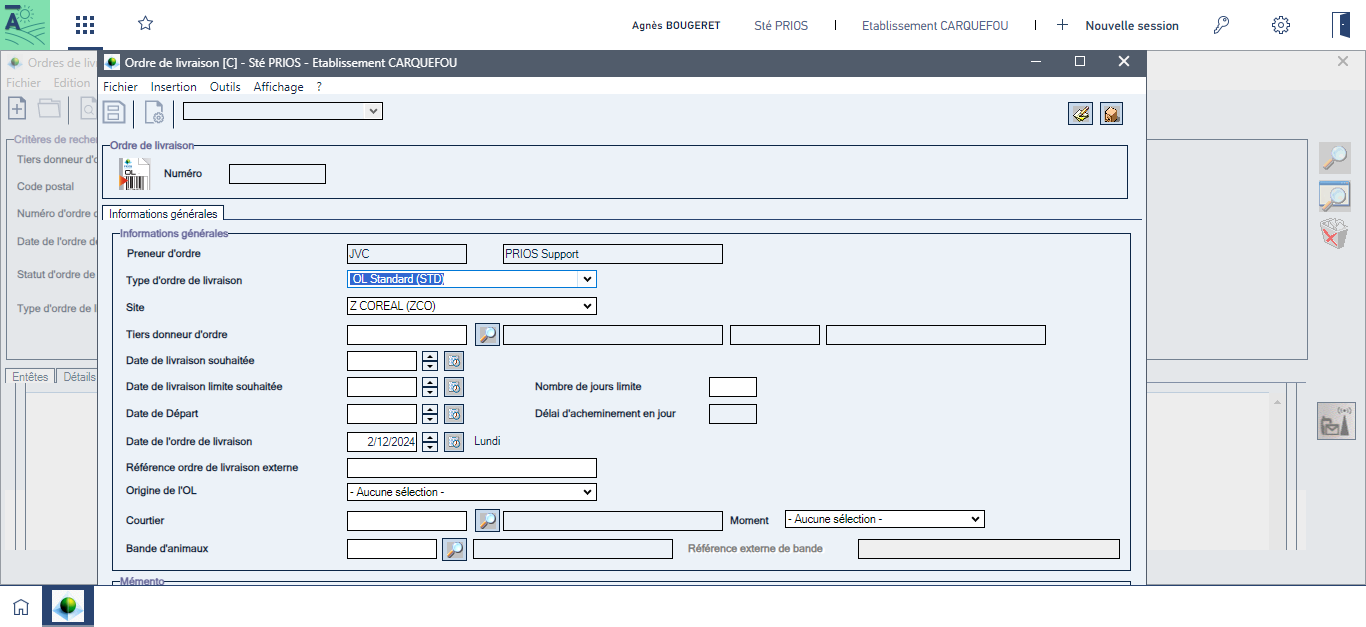 Agnès BOUGERET Sté PRIOS Etablissement CARQUEFOU Nouvelle session
Ordres de liv
Ordre de livraison [C] - Sté PRIOS - Etablissement CARQUEFOU
Fichier Edition
Fichier Insertion Outils Affichage ?
Critères de reche
Tiers donneur d'o
Code postal
Numéro d'ordre
Date de l'ordre de
Statut d'ordre de
Type d'ordre de l
Entêtes Détails
Ordre de livraison
OL
Numéro
Informations générales
Informations générales
Preneur d'ordre JVC PRIOS Support
Type d'ordre de livraison OL Standard (STD)
Site Z COREAL (ZCO)
Tiers donneur d'ordre
Date de livraison souhaitée
Date de livraison limite souhaitée Nombre de jours limite
Date de Départ Délai d'acheminement en jour
Date de l'ordre de livraison 2/12/2024 Lundi
Référence ordre de livraison externe
Origine de l'OL - Aucune sélection -
Courtier Moment - Aucune sélection -
Bande d'animaux Référence externe de bande
Mémento